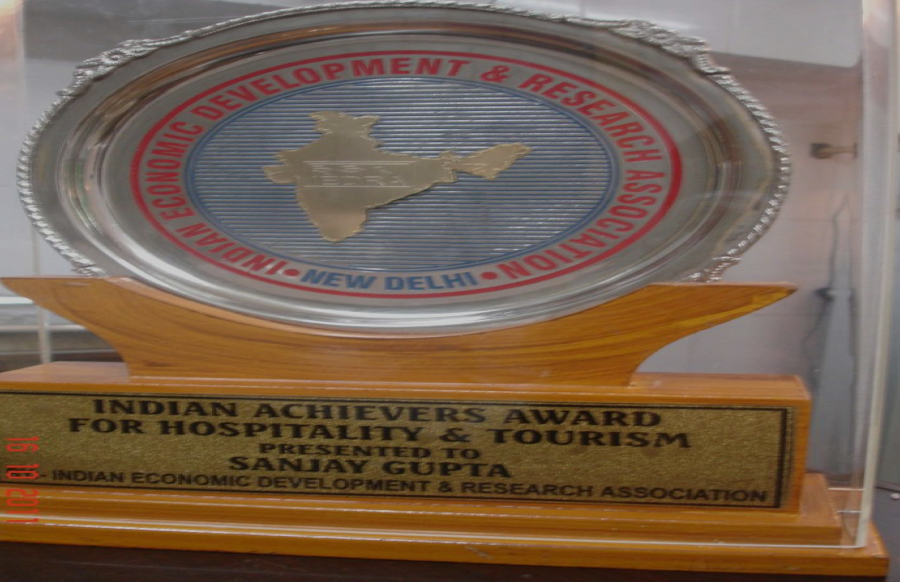 INDIAN ECONOMIC DEVELOPMENT & RESEARCH ASSOCIATION
• NEW DELHI •
INDIAN ACHIEVERS AWARD
FOR HOSPITALITY & TOURISM
PRESENTED TO
SANJAY GUPTA
- INDIAN ECONOMIC DEVELOPMENT & RESEARCH ASSOCIATION